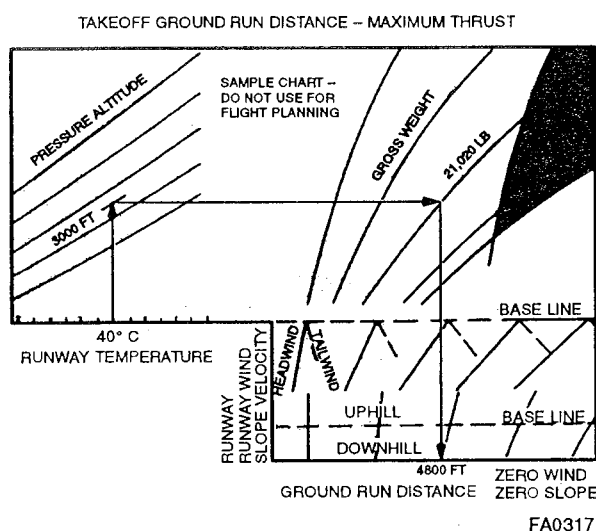 TAKEOFF GROUND RUN DISTANCE – MAXIMUM THRUST
SAMPLE CHART –
DO NOT USE FOR
FLIGHT PLANNING
PRESSURE ALTITUDE
GROSS WEIGHT
21,020 LB
3000 FT
BASE LINE
40° C
RUNWAY TEMPERATURE
HEADWIND
TAILWIND
RUNWAY
RUNWAY WIND
SLOPE VELOCITY
UPHILL
BASE LINE
DOWNHILL
4800 FT
GROUND RUN DISTANCE
ZERO WIND
ZERO SLOPE
FA0317